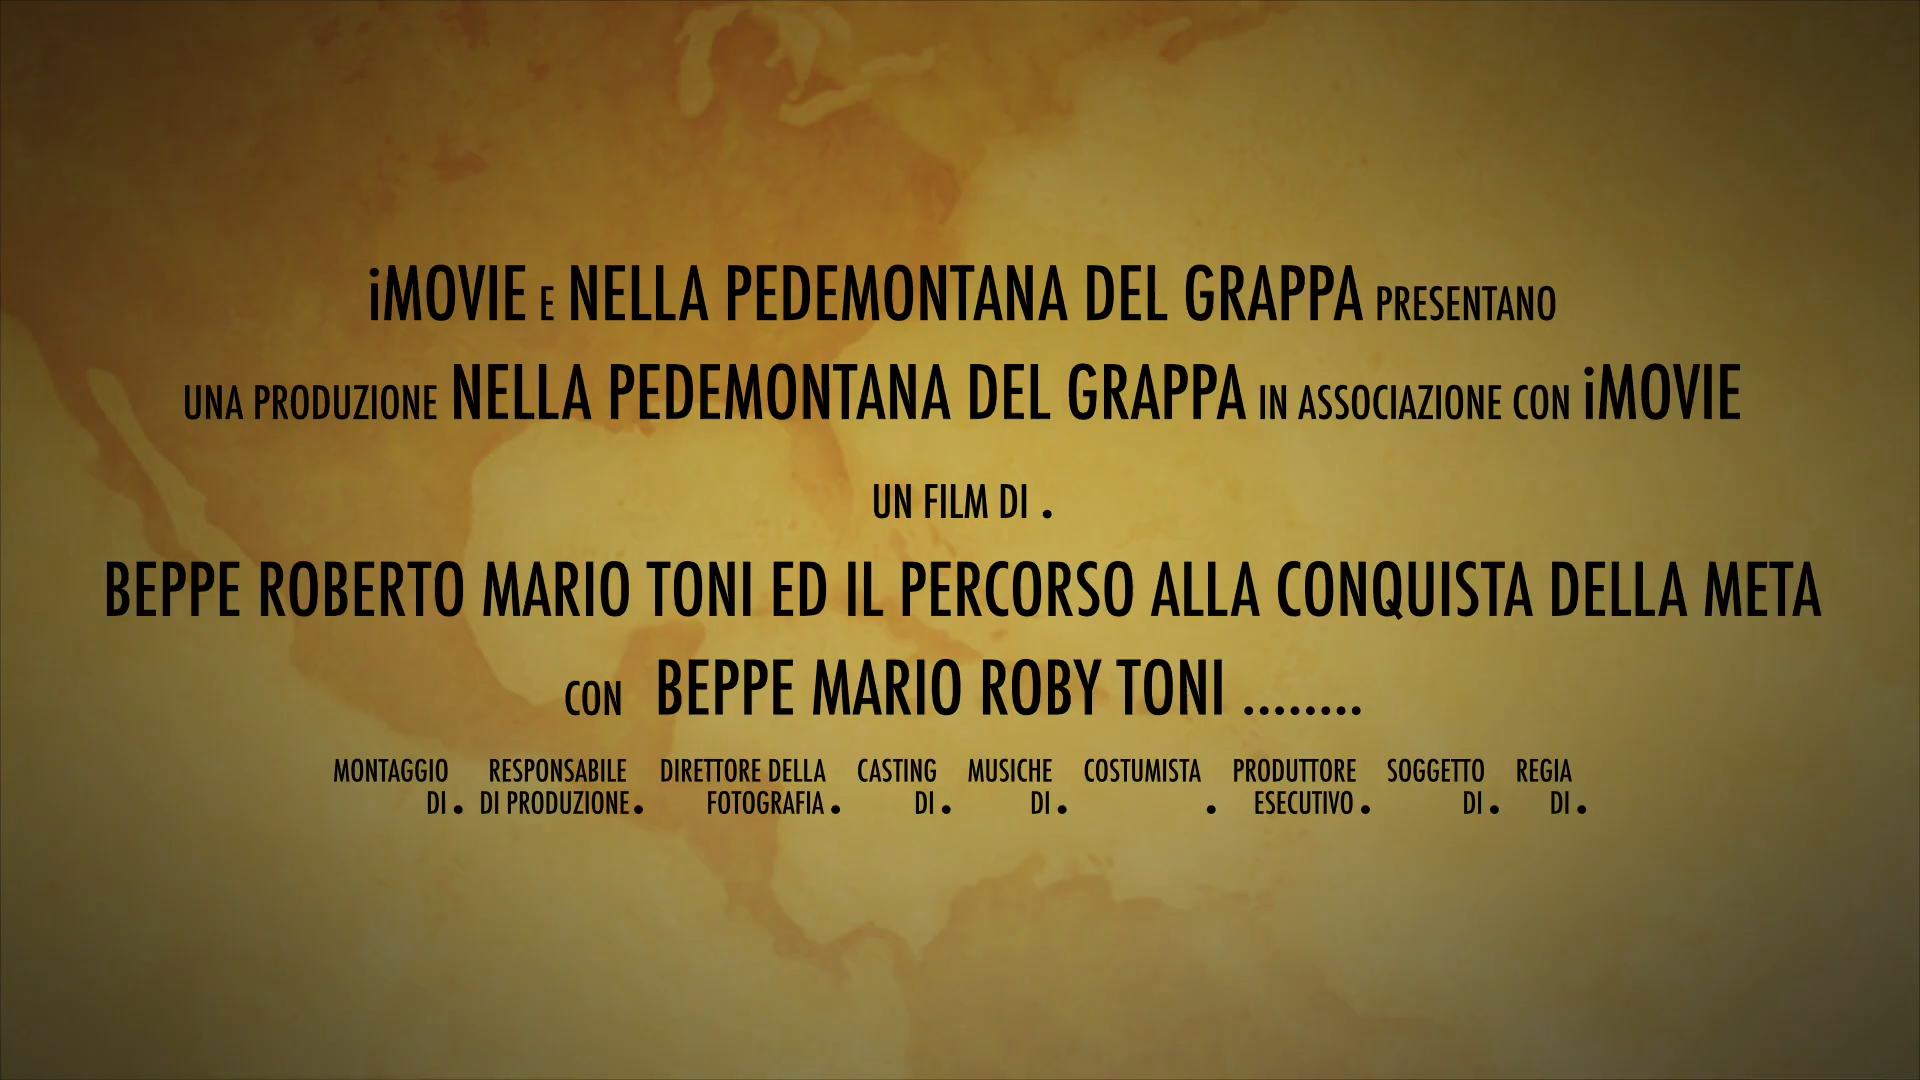 iMOVIE E NELLA PEDEMONTANA DEL GRAPPA PRESENTANO
UNA PRODUZIONE NELLA PEDEMONTANA DEL GRAPPA IN ASSOCIAZIONE CON iMOVIE
UN FILM DI .
BEPPE ROBERTO MARIO TONI ED IL PERCORSO ALLA CONQUISTA DELLA META
CON BEPPE MARIO ROBY TONI ........
MONTAGGIO RESPONSABILE DIRETTORE DELLA CASTING MUSICHE COSTUMISTA PRODUTTORE SOGGETTO REGIA
DI . DI PRODUZIONE . FOTOGRAFIA . DI . DI . . ESECUTIVO . DI . DI .